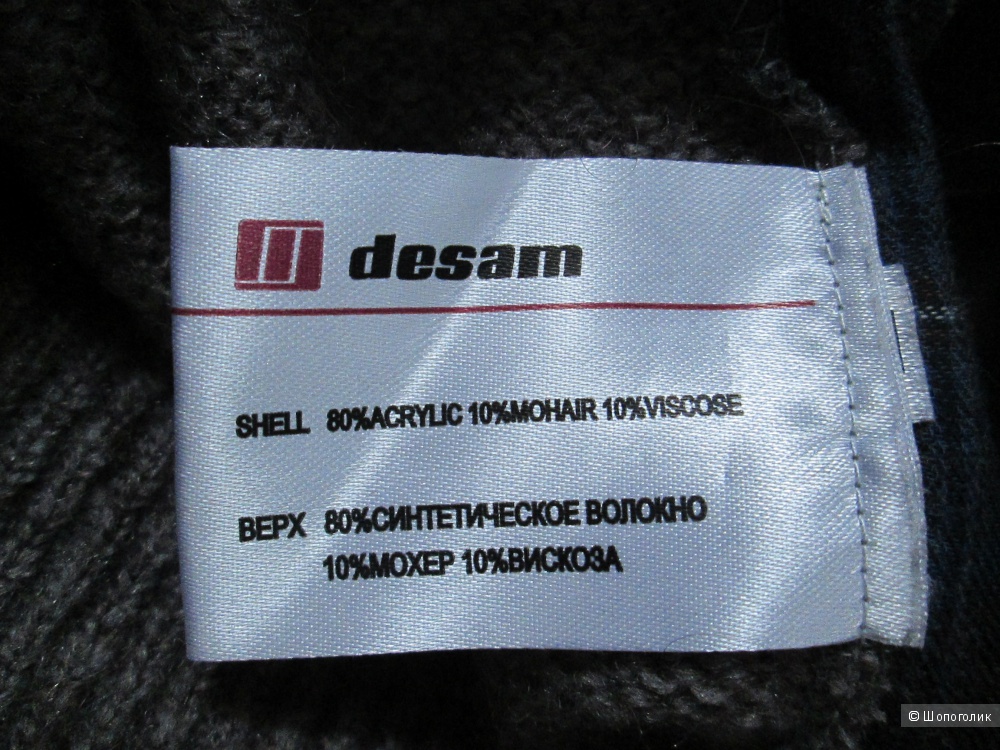 desam
SHELL 80%ACRYLIC 10%MOHAIR 10%VISCOSE
ВЕРХ 80%СИНТЕТИЧЕСКОЕ ВОЛОКНО
10%МОХЕР 10%ВИСКОЗА
© Шопоголик